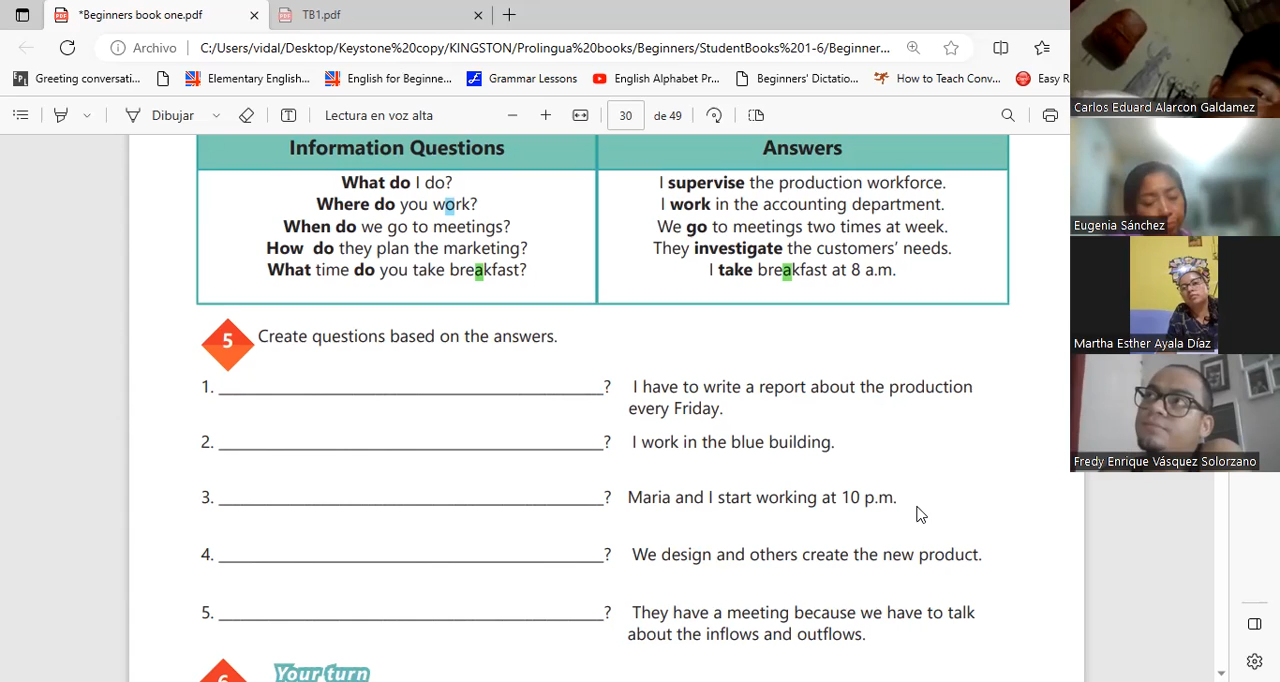 *Beginners book one.pdf
TB1.pdf
Archivo
C:/Users/vidal/Desktop/Keystone%20copy/KINGSTON/Prolingua%20books/Beginners/StudentBooks%201-6/Beginner...
Greeting conversati...
Elementary English...
English for Beginne...
Grammar Lessons
English Alphabet Pr...
Beginners' Dictatio...
How to Teach Conv...
Easy R
Dibujar
Lectura en voz alta
30
de 49
Information Questions
Answers
What do I do?
I supervise the production workforce.
Where do you work?
I work in the accounting department.
When do we go to meetings?
We go to meetings two times at week.
How do they plan the marketing?
They investigate the customers' needs.
What time do you take breakfast?
I take breakfast at 8 a.m.
5 Create questions based on the answers.
1. ______________________________? I have to write a report about the production
every Friday.
2. ______________________________? I work in the blue building.
3. ______________________________? Maria and I start working at 10 p.m.
4. ______________________________? We design and others create the new product.
5. ______________________________? They have a meeting because we have to talk
about the inflows and outflows.
6 Your turn
Carlos Eduard Alarcon Galdamez
Eugenia Sánchez
Martha Esther Ayala Díaz
Fredy Enrique Vásquez Solorzano